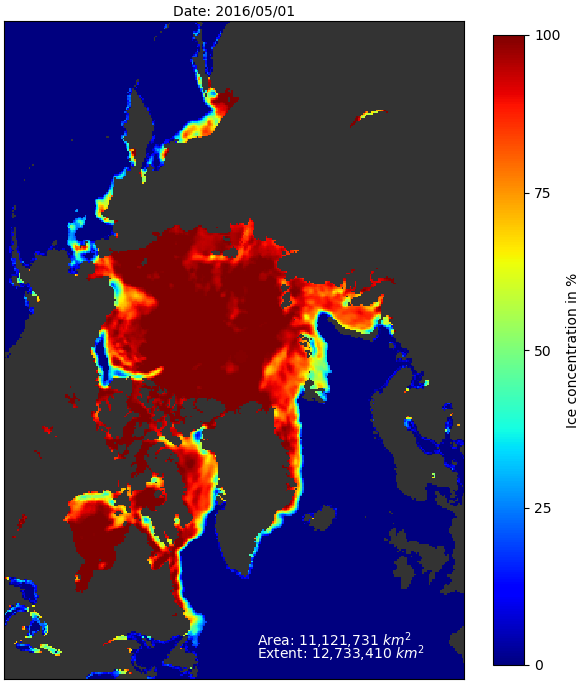 Date: 2016/05/01
100
75
50
25
0
Ice concentration in %
Area: 11,121,731 km²
Extent: 12,733,410 km²